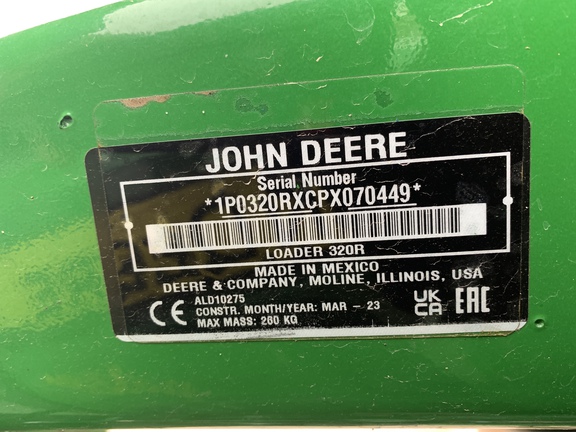 JOHN DEERE
Serial Number
*1P0320RXCPX070449*
LOADER 320R
MADE IN MEXICO
DEERE & COMPANY, MOLINE, ILLINOIS, USA
ALD10275
CE CONSTR. MONTH/YEAR: MAR - 23 UK CA EAC
MAX MASS: 260 KG